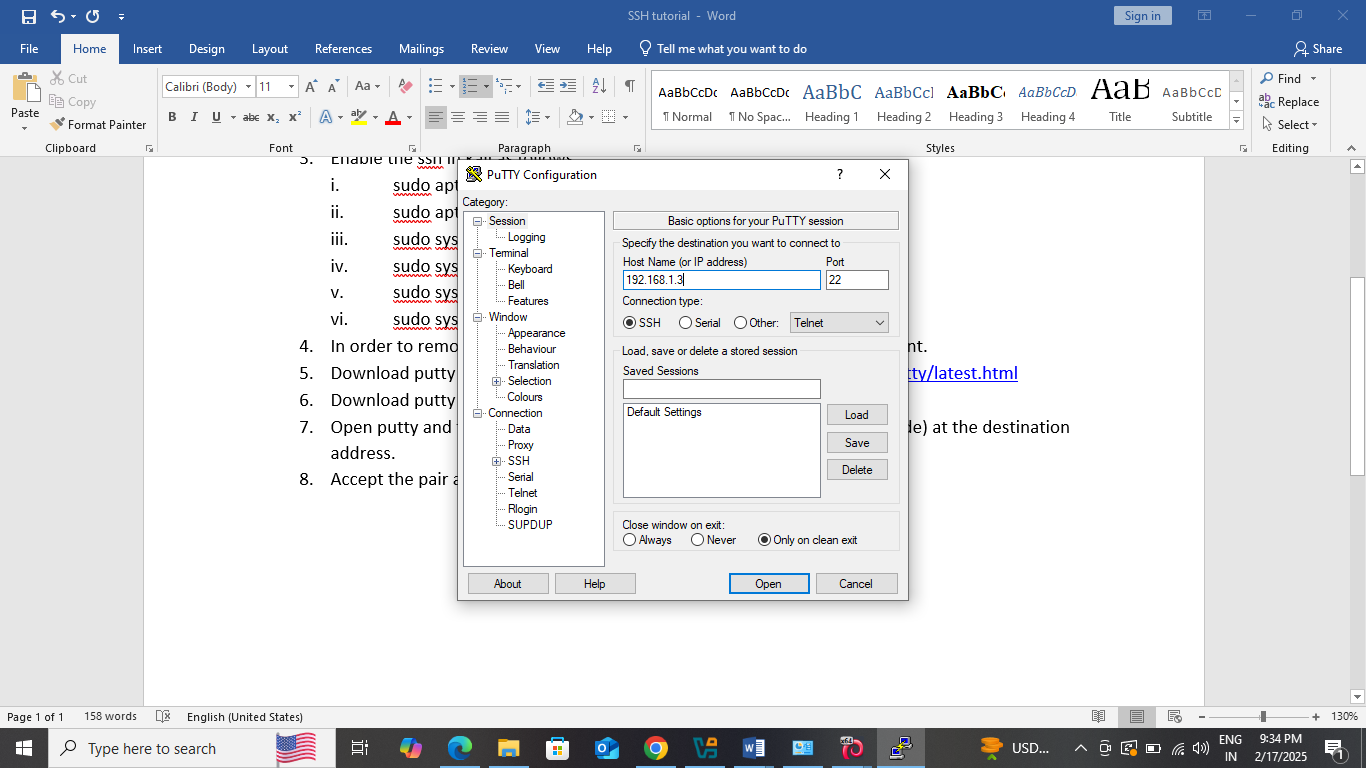 SSH tutorial - Word
Sign in
File Home Insert Design Layout References Mailings Review View Help Tell me what you want to do Share
Paste
Cut
Copy
Format Painter
Clipboard
Calibri (Body) 11
Font
Paragraph
AaBbCcDc AaBbCcDc AaBbC AaBbCcI AaBbC AaBbCcD AaB AaBbCcD
¶ Normal ¶ No Spac... Heading 1 Heading 2 Heading 3 Heading 4 Title Subtitle
Styles
Find
Replace
Select
Editing
i. sudo apt
ii. sudo apt
iii. sudo sys
iv. sudo sys
v. sudo sys
vi. sudo sys
4. In order to remo
nt.
5. Download putty
tty/latest.html
6. Download putty
7. Open putty and
de) at the destination
address.
8. Accept the pair a
PuTTY Configuration
?
Category:
Session
Logging
Terminal
Keyboard
Bell
Features
Window
Appearance
Behaviour
Translation
Selection
Colours
Connection
Data
Proxy
SSH
Serial
Telnet
Rlogin
SUPDUP
Basic options for your PuTTY session
Specify the destination you want to connect to
Host Name (or IP address) Port
192.168.1.3 22
Connection type:
SSH Serial Other: Telnet
Load, save or delete a stored session
Saved Sessions
Default Settings
Load
Save
Delete
Close window on exit:
Always Never Only on clean exit
About Help Open Cancel
Page 1 of 1 158 words English (United States) 130%
Type here to search
USD...
ENG
IN
9:34 PM
2/17/2025
1